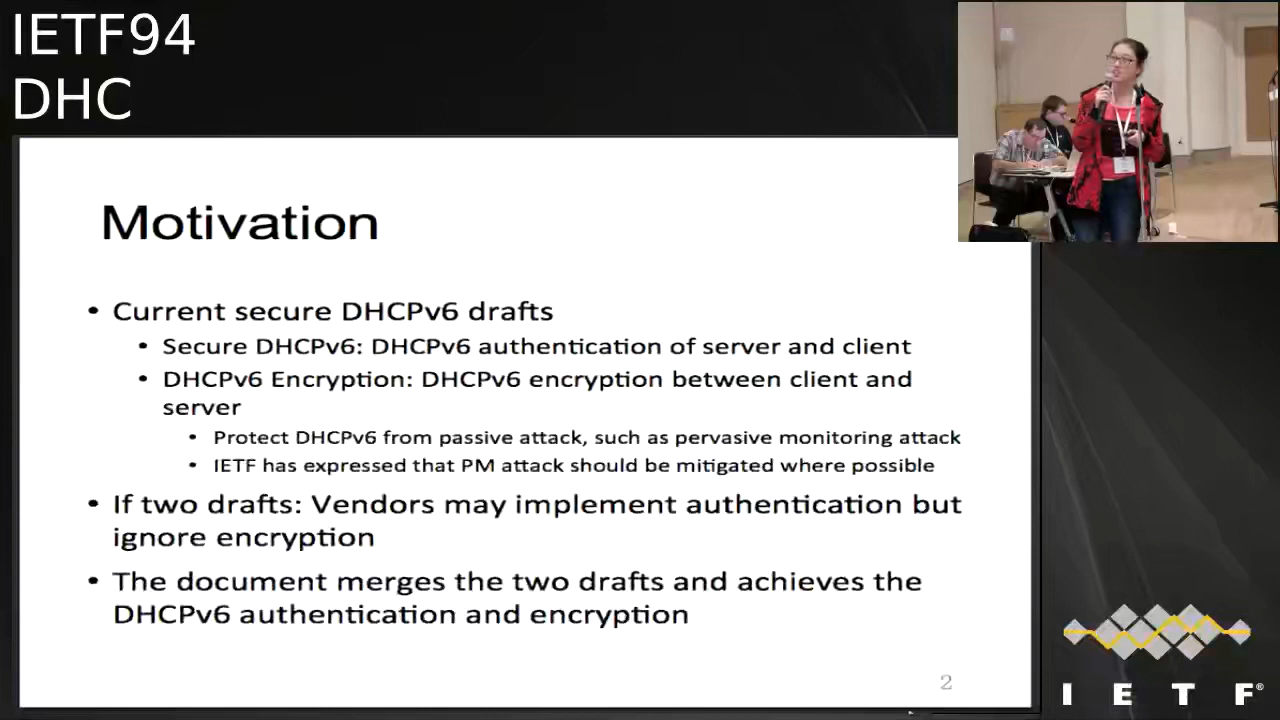 IETF94
DHC
Motivation
• Current secure DHCPv6 drafts
• Secure DHCPv6: DHCPv6 authentication of server and client
• DHCPv6 Encryption: DHCPv6 encryption between client and
server
• Protect DHCPv6 from passive attack, such as pervasive monitoring attack
• IETF has expressed that PM attack should be mitigated where possible
• If two drafts: Vendors may implement authentication but
ignore encryption
• The document merges the two drafts and achieves the
DHCPv6 authentication and encryption
2
I E T F®